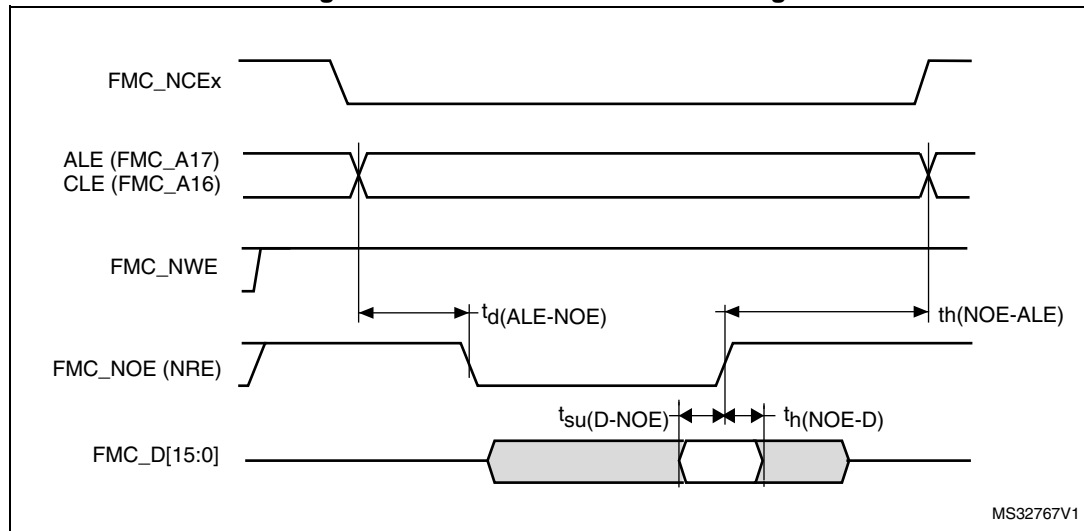 FMC_NCEx
ALE (FMC_A17)
CLE (FMC_A16)
FMC_NWE
td(ALE-NOE)
th(NOE-ALE)
FMC_NOE (NRE)
tsu(D-NOE)
th(NOE-D)
FMC_D[15:0]
MS32767V1